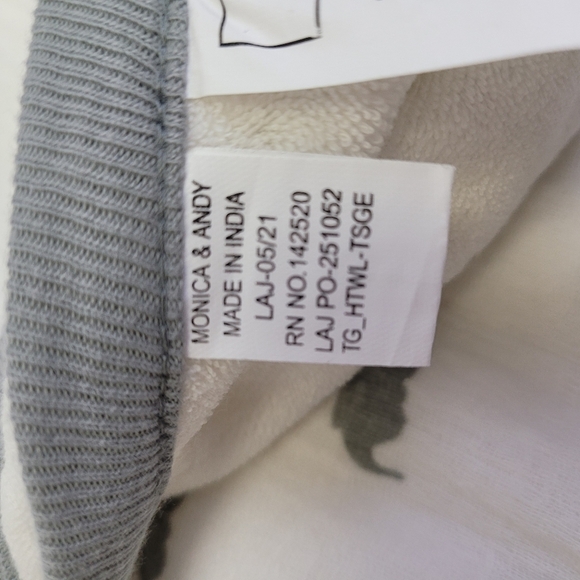 MONICA & ANDY
MADE IN INDIA
LAJ-05/21
RN NO.142520
LAJ PO-251052
TG_HTWL-TSGE